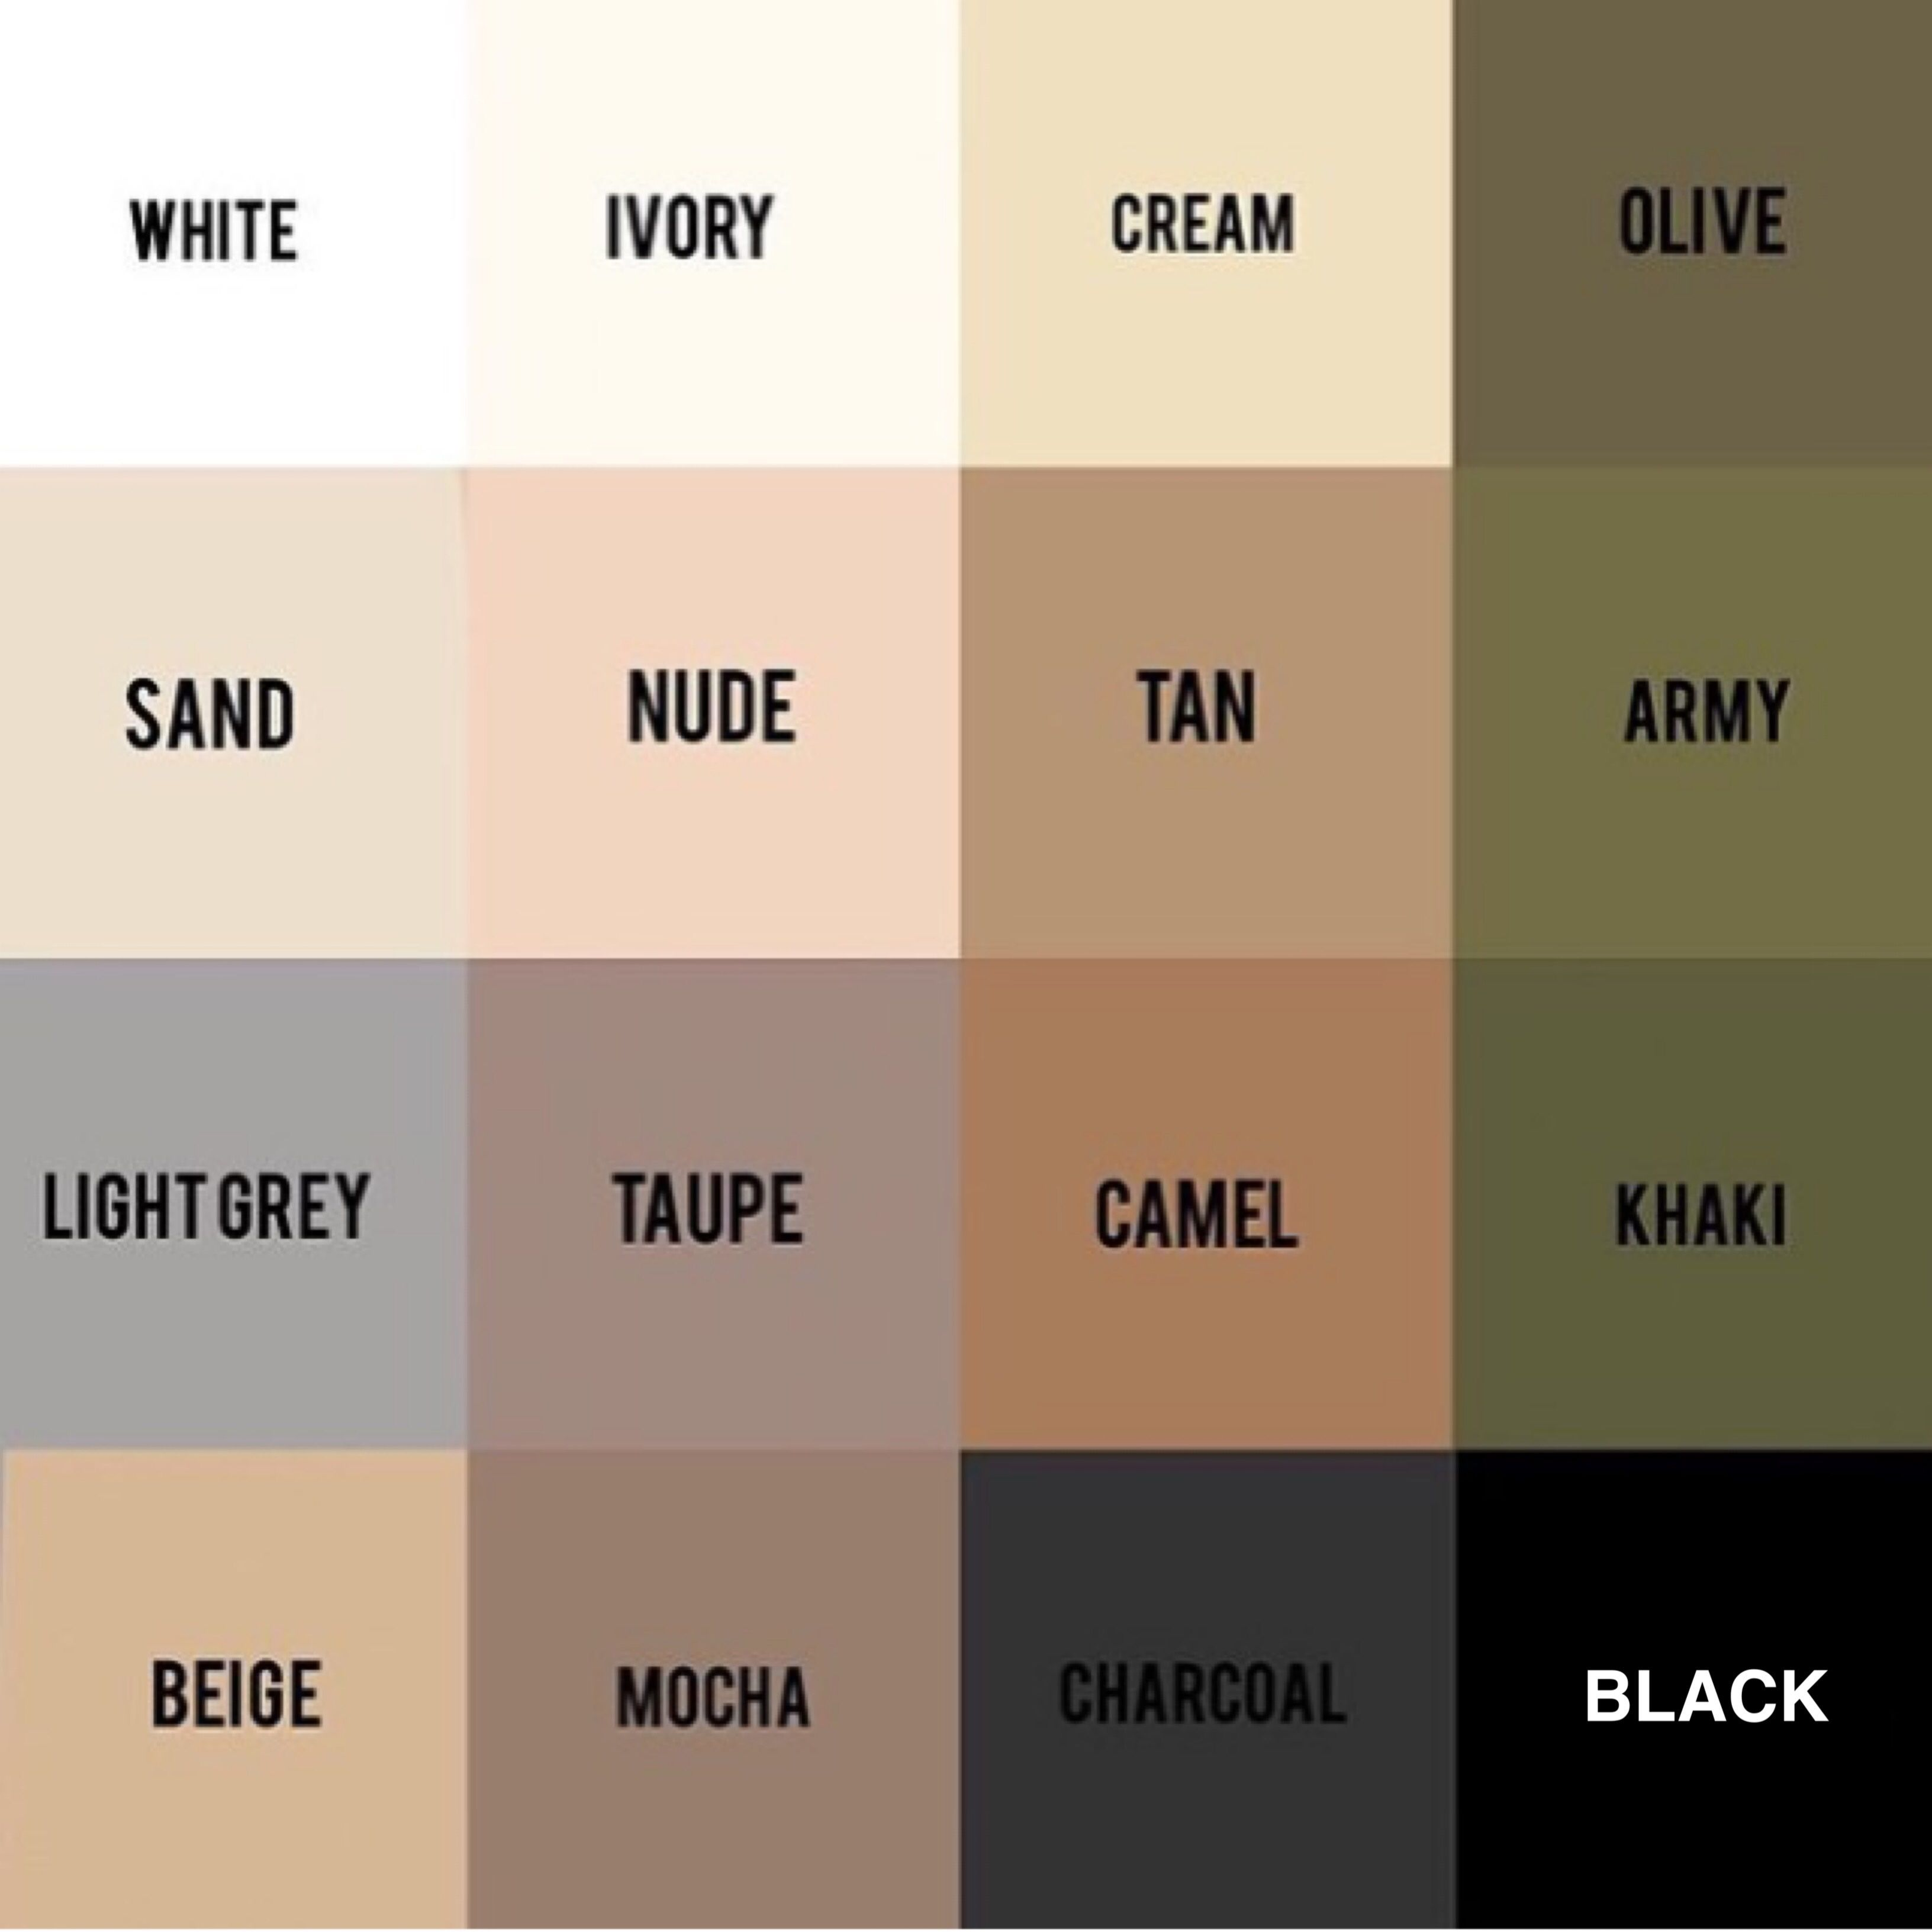 WHITE
IVORY
CREAM
OLIVE
SAND
NUDE
TAN
ARMY
LIGHT GREY
TAUPE
CAMEL
KHAKI
BEIGE
MOCHA
CHARCOAL
BLACK